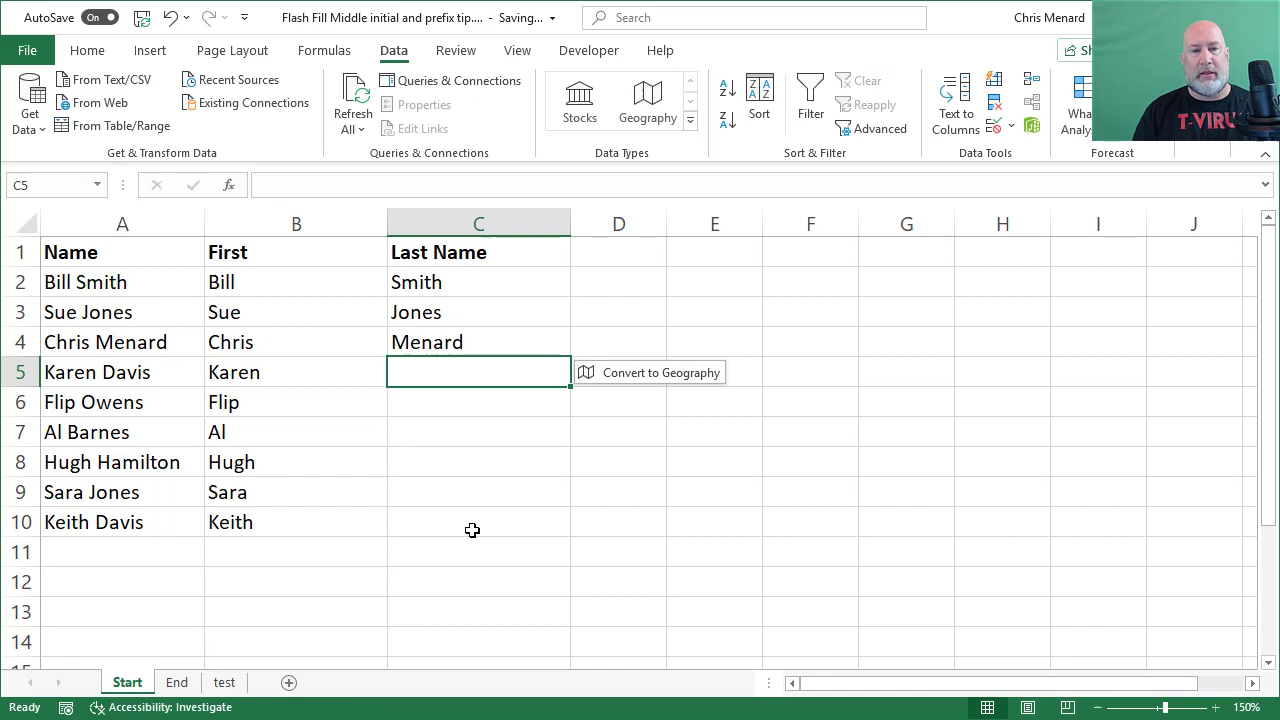 AutoSave On Flash Fill Middle initial and prefix tip.... - Saving... Search Chris Menard
File Home Insert Page Layout Formulas Data Review View Developer Help
Get Data From Text/CSV From Web From Table/Range Recent Sources Existing Connections
Get & Transform Data
Refresh All Queries & Connections Properties Edit Links
Queries & Connections
Stocks Geography
Data Types
Sort Filter Clear Reapply Advanced
Sort & Filter
Text to Columns
Data Tools
Forecast
C5 fx
A B C D E F G H I J
1 Name First Last Name
2 Bill Smith Bill Smith
3 Sue Jones Sue Jones
4 Chris Menard Chris Menard
5 Karen Davis Karen Convert to Geography
6 Flip Owens Flip
7 Al Barnes Al
8 Hugh Hamilton Hugh
9 Sara Jones Sara
10 Keith Davis Keith
11
12
13
14
Start End test
Ready Accessibility: Investigate 150%